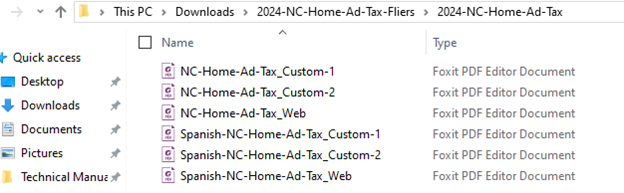 This PC > Downloads > 2024-NC-Home-Ad-Tax-Fliers > 2024-NC-Home-Ad-Tax
Name Type
Quick access
Desktop
Downloads
Documents
Pictures
Technical Manua
NC-Home-Ad-Tax_Custom-1 Foxit PDF Editor Document
NC-Home-Ad-Tax_Custom-2 Foxit PDF Editor Document
NC-Home-Ad-Tax_Web Foxit PDF Editor Document
Spanish-NC-Home-Ad-Tax_Custom-1 Foxit PDF Editor Document
Spanish-NC-Home-Ad-Tax_Custom-2 Foxit PDF Editor Document
Spanish-NC-Home-Ad-Tax_Web Foxit PDF Editor Document